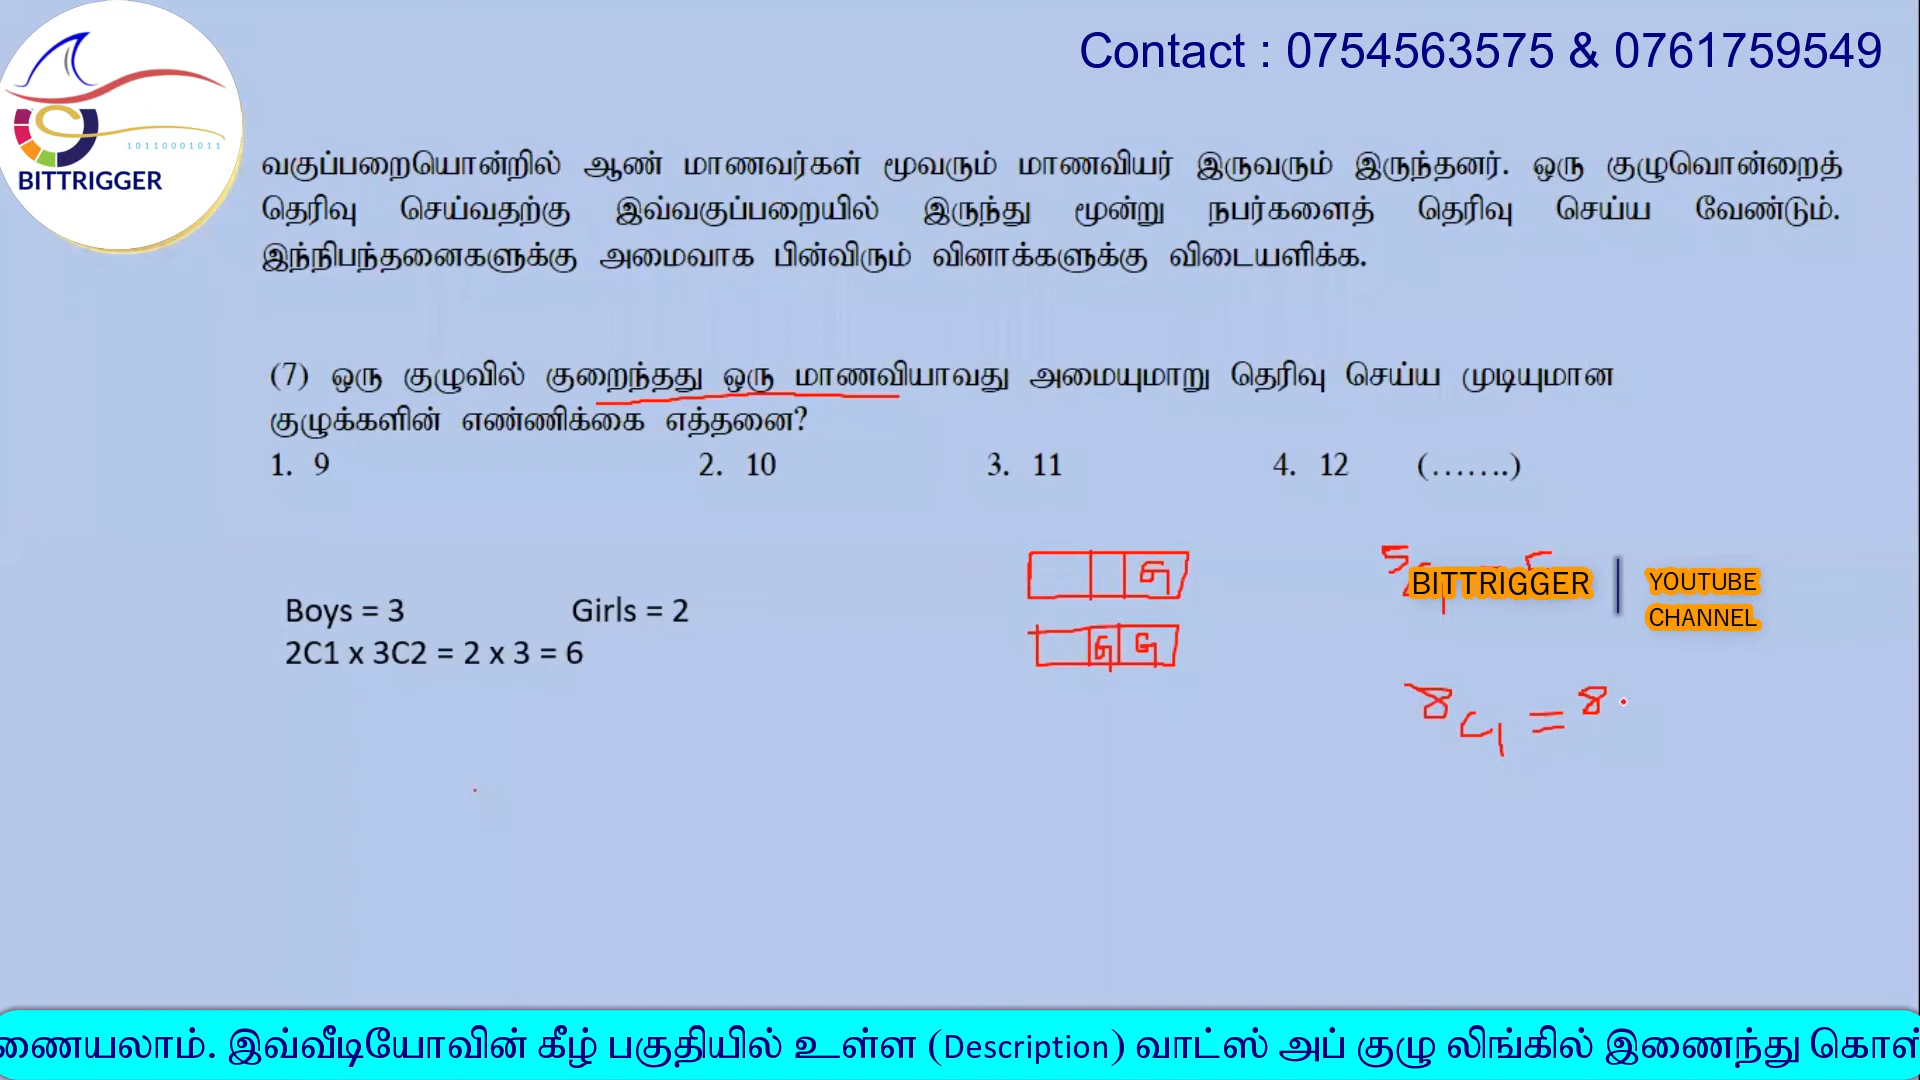 Contact : 0754563575 & 0761759549
10110001011
BITTRIGGER
வகுப்பறையொன்றில் ஆண் மாணவர்கள் மூவரும் மாணவியர் இருவரும் இருந்தனர். ஒரு குழுவொன்றைத்
தெரிவு செய்வதற்கு இவ்வகுப்பறையில் இருந்து மூன்று நபர்களைத் தெரிவு செய்ய வேண்டும்.
இந்நிபந்தனைகளுக்கு அமைவாக பின்விரும் வினாக்களுக்கு விடையளிக்க.
(7) ஒரு குழுவில் குறைந்தது ஒரு மாணவியாவது அமையுமாறு தெரிவு செய்ய முடியுமான
குழுக்களின் எண்ணிக்கை எத்தனை?
1. 9 2. 10 3. 11 4. 12 (.......)
G
BITTRIGGER
YOUTUBE
CHANNEL
Boys = 3 Girls = 2
2C1 x 3C2 = 2 x 3 = 6
G G
8C1 = 8
ணையலாம். இவ்வீடியோவின் கீழ் பகுதியில் உள்ள (Description) வாட்ஸ் அப் குழு லிங்கில் இணைந்து கொள்